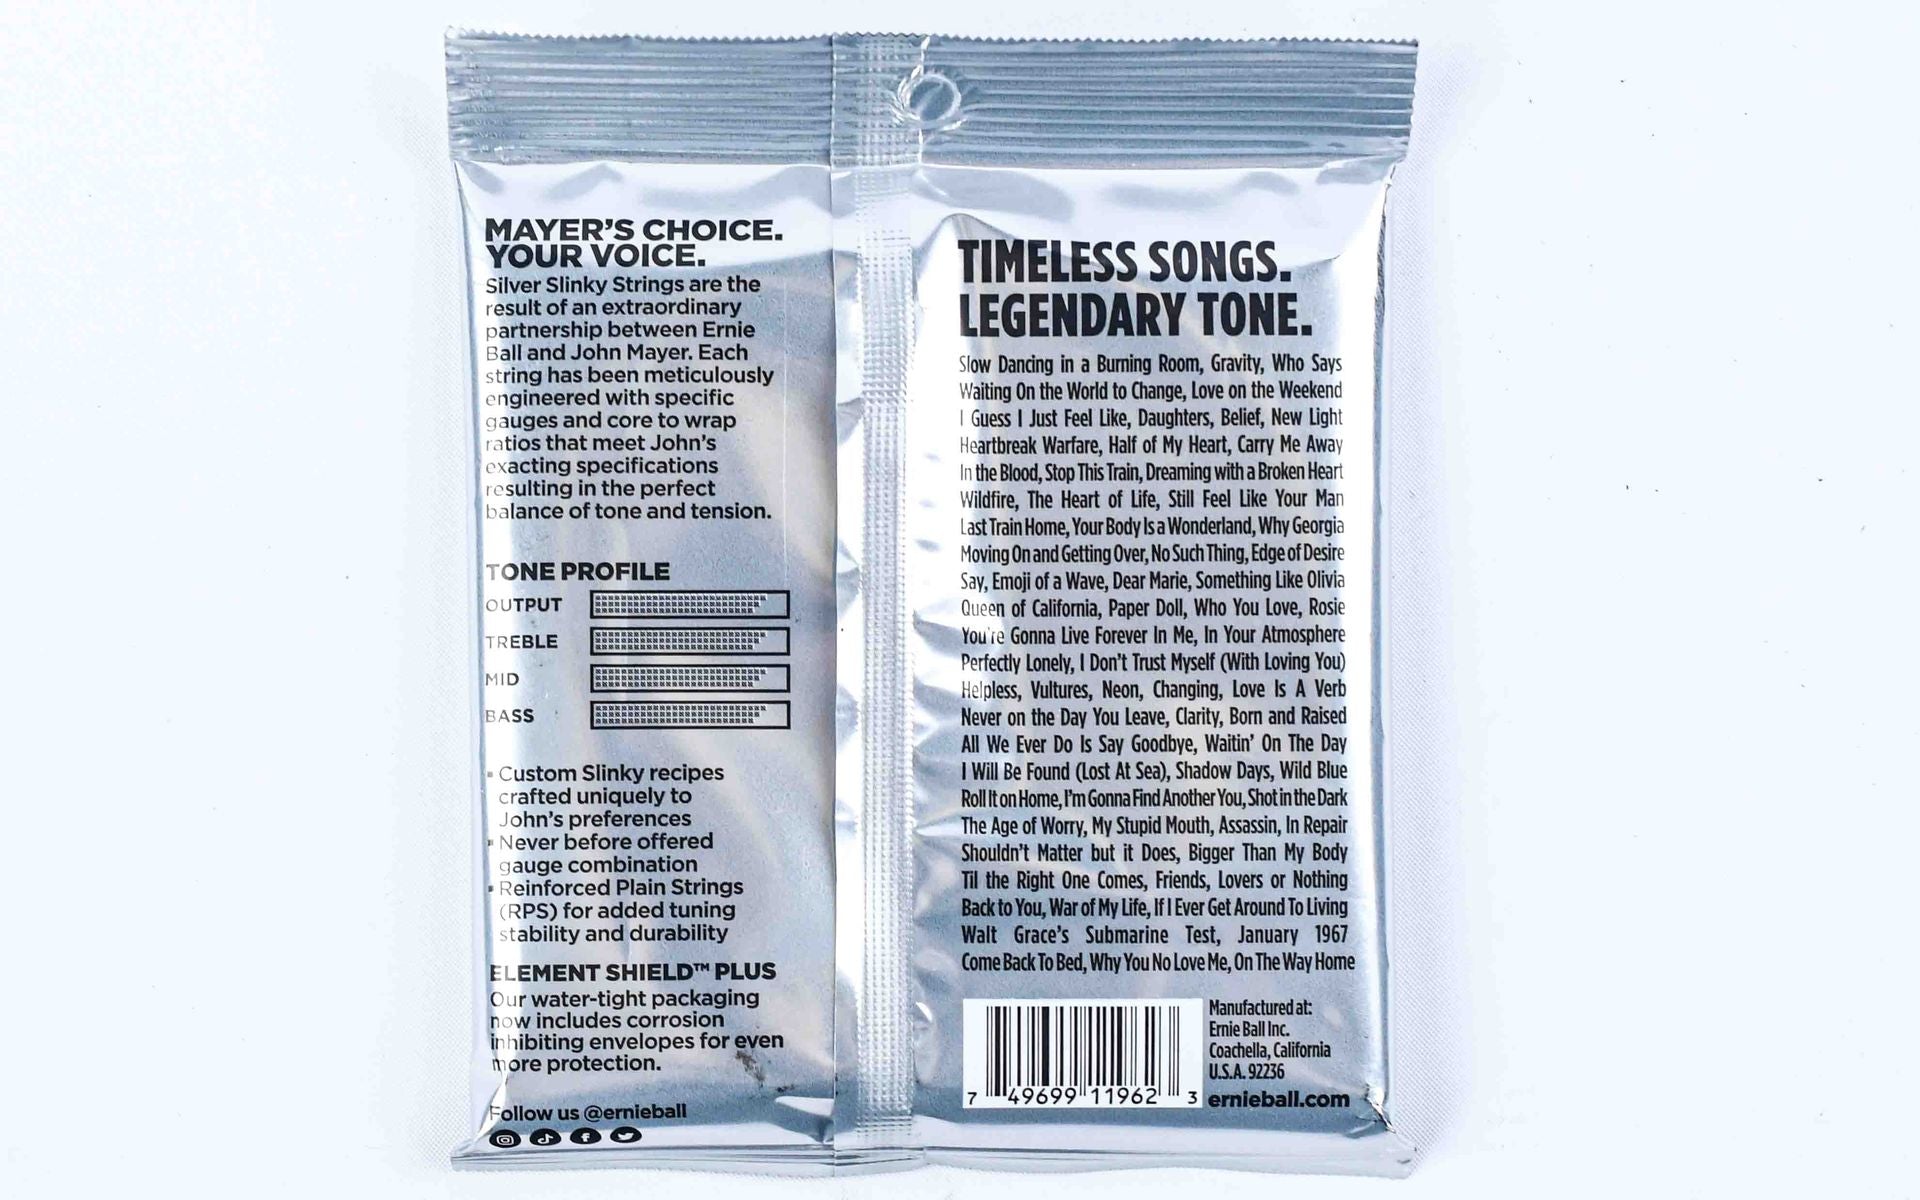 MAYER'S CHOICE.
YOUR VOICE.
Silver Slinky Strings are the
result of an extraordinary
partnership between Ernie
Ball and John Mayer. Each
string has been meticulously
engineered with specific
gauges and core to wrap
ratios that meet John's
exacting specifications
resulting in the perfect
balance of tone and tension.
TONE PROFILE
OUTPUT
TREBLE
MID
BASS
▪ Custom Slinky recipes
crafted uniquely to
John's preferences
▪ Never before offered
gauge combination
▪ Reinforced Plain Strings
(RPS) for added tuning
stability and durability
ELEMENT SHIELD™ PLUS
Our water-tight packaging
now includes corrosion
inhibiting envelopes for even
more protection.
Follow us @ernieball
TIMELESS SONGS.
LEGENDARY TONE.
Slow Dancing in a Burning Room, Gravity, Who Says
Waiting On the World to Change, Love on the Weekend
I Guess I Just Feel Like, Daughters, Belief, New Light
Heartbreak Warfare, Half of My Heart, Carry Me Away
In the Blood, Stop This Train, Dreaming with a Broken Heart
Wildfire, The Heart of Life, Still Feel Like Your Man
Last Train Home, Your Body Is a Wonderland, Why Georgia
Moving On and Getting Over, No Such Thing, Edge of Desire
Say, Emoji of a Wave, Dear Marie, Something Like Olivia
Queen of California, Paper Doll, Who You Love, Rosie
You're Gonna Live Forever In Me, In Your Atmosphere
Perfectly Lonely, I Don't Trust Myself (With Loving You)
Helpless, Vultures, Neon, Changing, Love Is A Verb
Never on the Day You Leave, Clarity, Born and Raised
All We Ever Do Is Say Goodbye, Waitin' On The Day
I Will Be Found (Lost At Sea), Shadow Days, Wild Blue
Roll It on Home, I'm Gonna Find Another You, Shot in the Dark
The Age of Worry, My Stupid Mouth, Assassin, In Repair
Shouldn't Matter but it Does, Bigger Than My Body
Til the Right One Comes, Friends, Lovers or Nothing
Back to You, War of My Life, If I Ever Get Around To Living
Walt Grace's Submarine Test, January 1967
Come Back To Bed, Why You No Love Me, On The Way Home
7 49699 11962 3
Manufactured at:
Ernie Ball Inc.
Coachella, California
U.S.A. 92236
ernieball.com